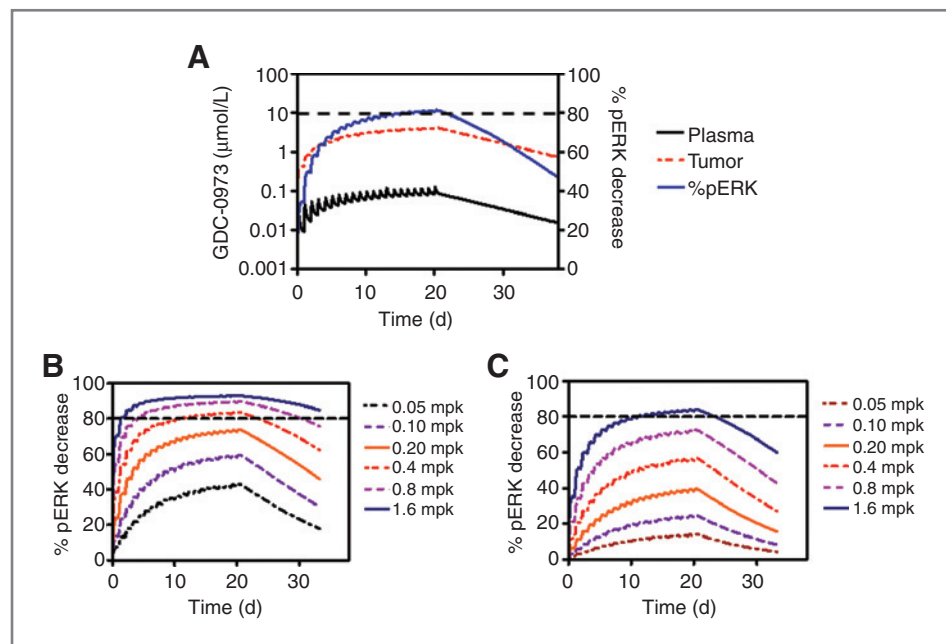 A
100
10
1
0.1
0.01
0.001
GDC-0973 (μmol/L)
100
80
60
40
20
0
% pERK decrease
0 10 20 30
Time (d)
Plasma
Tumor
%pERK
B
100
80
60
40
20
0
% pERK decrease
0 10 20 30
Time (d)
0.05 mpk
0.10 mpk
0.20 mpk
0.4 mpk
0.8 mpk
1.6 mpk
C
100
80
60
40
20
0
% pERK decrease
0 10 20 30
Time (d)
0.05 mpk
0.10 mpk
0.20 mpk
0.4 mpk
0.8 mpk
1.6 mpk